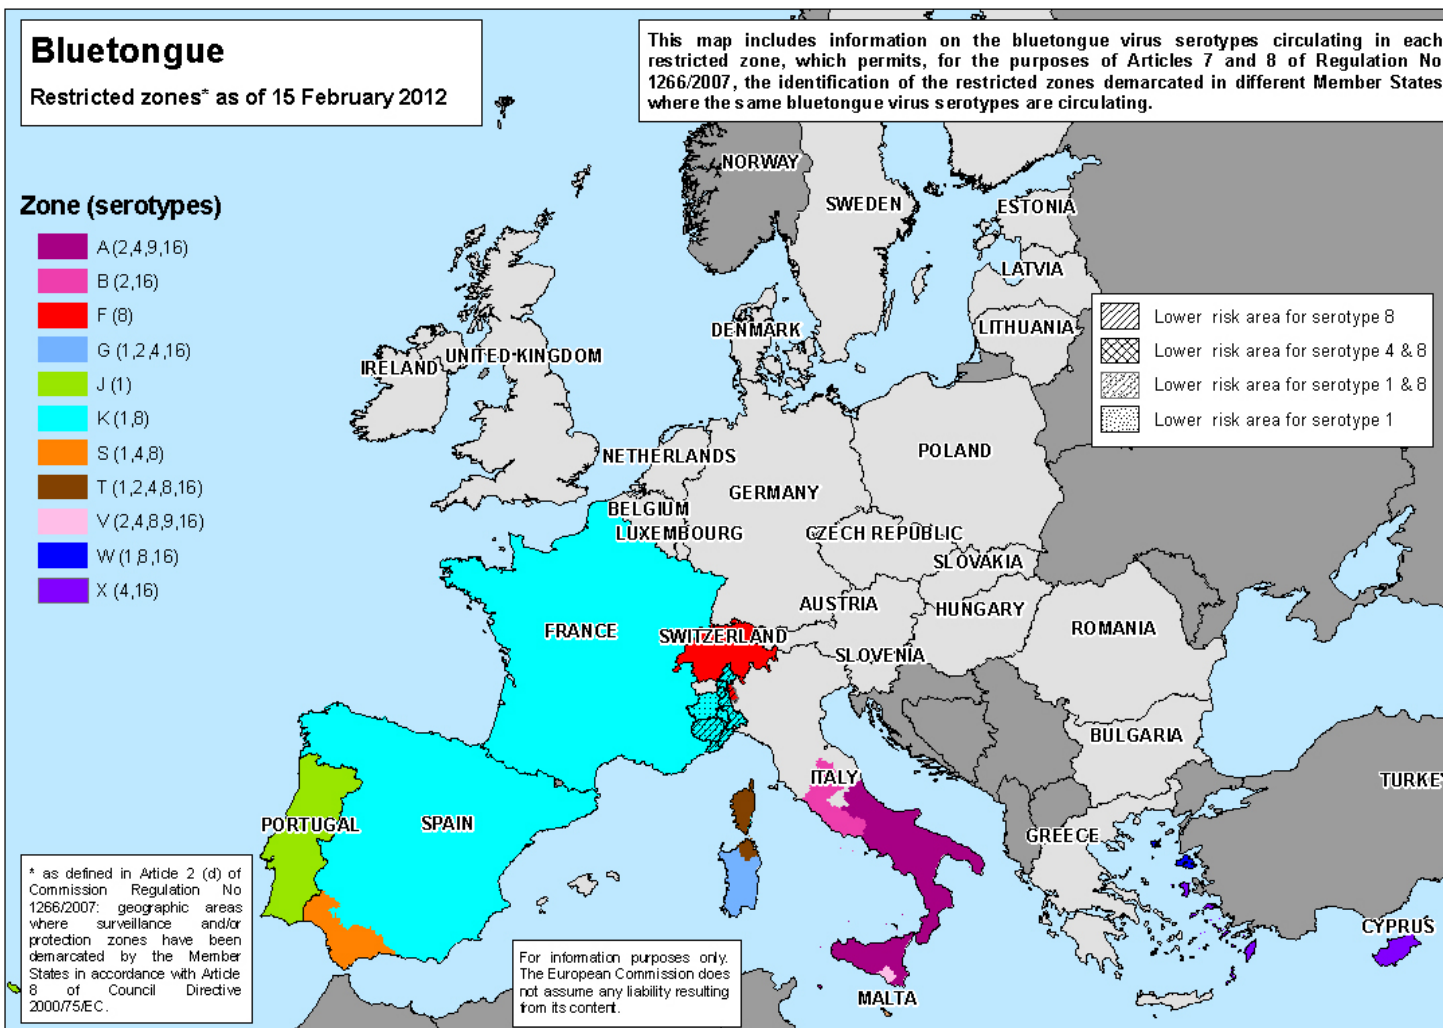 Bluetongue
Restricted zones* as of 15 February 2012
This map includes information on the bluetongue virus serotypes circulating in each
restricted zone, which permits, for the purposes of Articles 7 and 8 of Regulation No
1266/2007, the identification of the restricted zones demarcated in different Member States
where the same bluetongue virus serotypes are circulating.
Zone (serotypes)
A (2,4,9,16)
B (2,16)
F (8)
G (1,2,4,16)
J (1)
K (1,8)
S (1,4,8)
T (1,2,4,8,16)
V (2,4,8,9,16)
W (1,8,16)
X (4,16)
Lower risk area for serotype 8
Lower risk area for serotype 4 & 8
Lower risk area for serotype 1 & 8
Lower risk area for serotype 1
NORWAY
SWEDEN
ESTONIA
LATVIA
LITHUANIA
DENMARK
IRELAND
UNITED KINGDOM
NETHERLANDS
POLAND
GERMANY
BELGIUM
LUXEMBOURG
CZECH REPUBLIC
SLOVAKIA
AUSTRIA
HUNGARY
FRANCE
SWITZERLAND
ROMANIA
SLOVENIA
BULGARIA
ITALY
TURKEY
PORTUGAL
SPAIN
GREECE
CYPRUS
MALTA
* as defined in Article 2 (d) of
Commission Regulation No
1266/2007: geographic areas
where surveillance and/or
protection zones have been
demarcated by the Member
States in accordance with Article
8 of Council Directive
2000/75/EC.
For information purposes only.
The European Commission does
not assume any liability resulting
from its content.